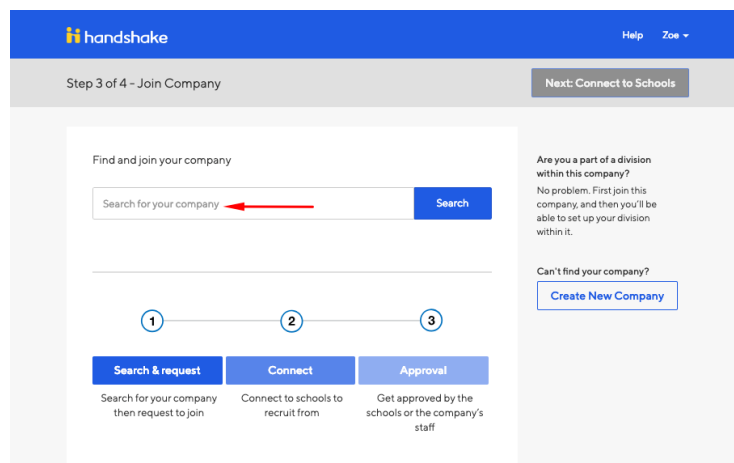 handshake
Help
Zoe
Step 3 of 4 - Join Company
Next: Connect to Schools
Find and join your company
Search for your company
Search
Are you a part of a division
within this company?
No problem. First join this
company, and then you'll be
able to set up your division
within it.
Can't find your company?
Create New Company
1
2
3
Search & request
Connect
Approval
Search for your company
then request to join
Connect to schools to
recruit from
Get approved by the
schools or the company's
staff